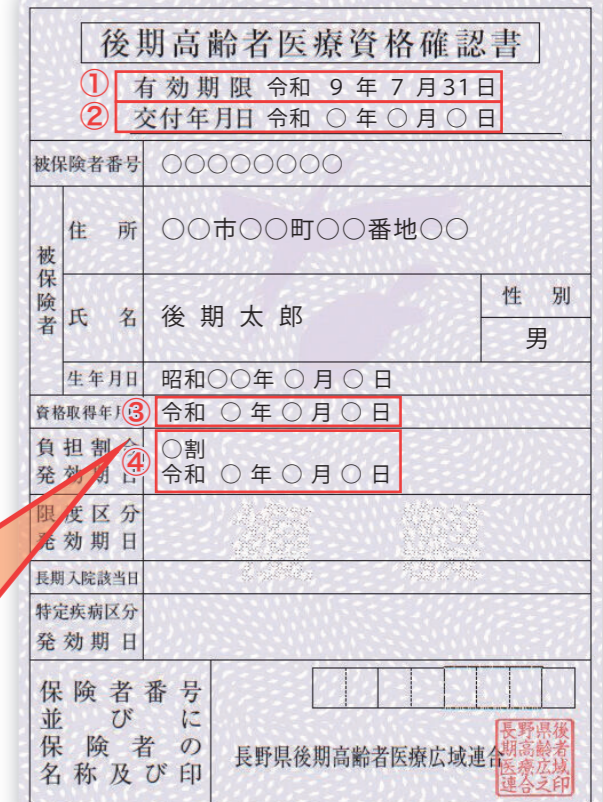 後期高齢者医療資格確認書
① 有効期限 令和 9 年 7 月31日
② 交付年月日 令和 ○ 年 ○ 月 ○ 日
被保険者番号 ○○○○○○○○
被保険者
住所 ○○市○○町○○番地○○
氏名 後期太郎
性別
男
生年月日 昭和○○年 ○ 月 ○ 日
資格取得年月 ③ 令和 ○ 年 ○ 月 ○ 日
負担割合 ④ ○割
発効期日 令和 ○ 年 ○ 月 ○ 日
限度区分
発効期日
長期入院該当日
特定疾病区分
発効期日
保険者番号
並びに
保険者の
名称及び印
長野県後期高齢者医療広域連合
長野県後
期高齢者
医療広域
連合之印